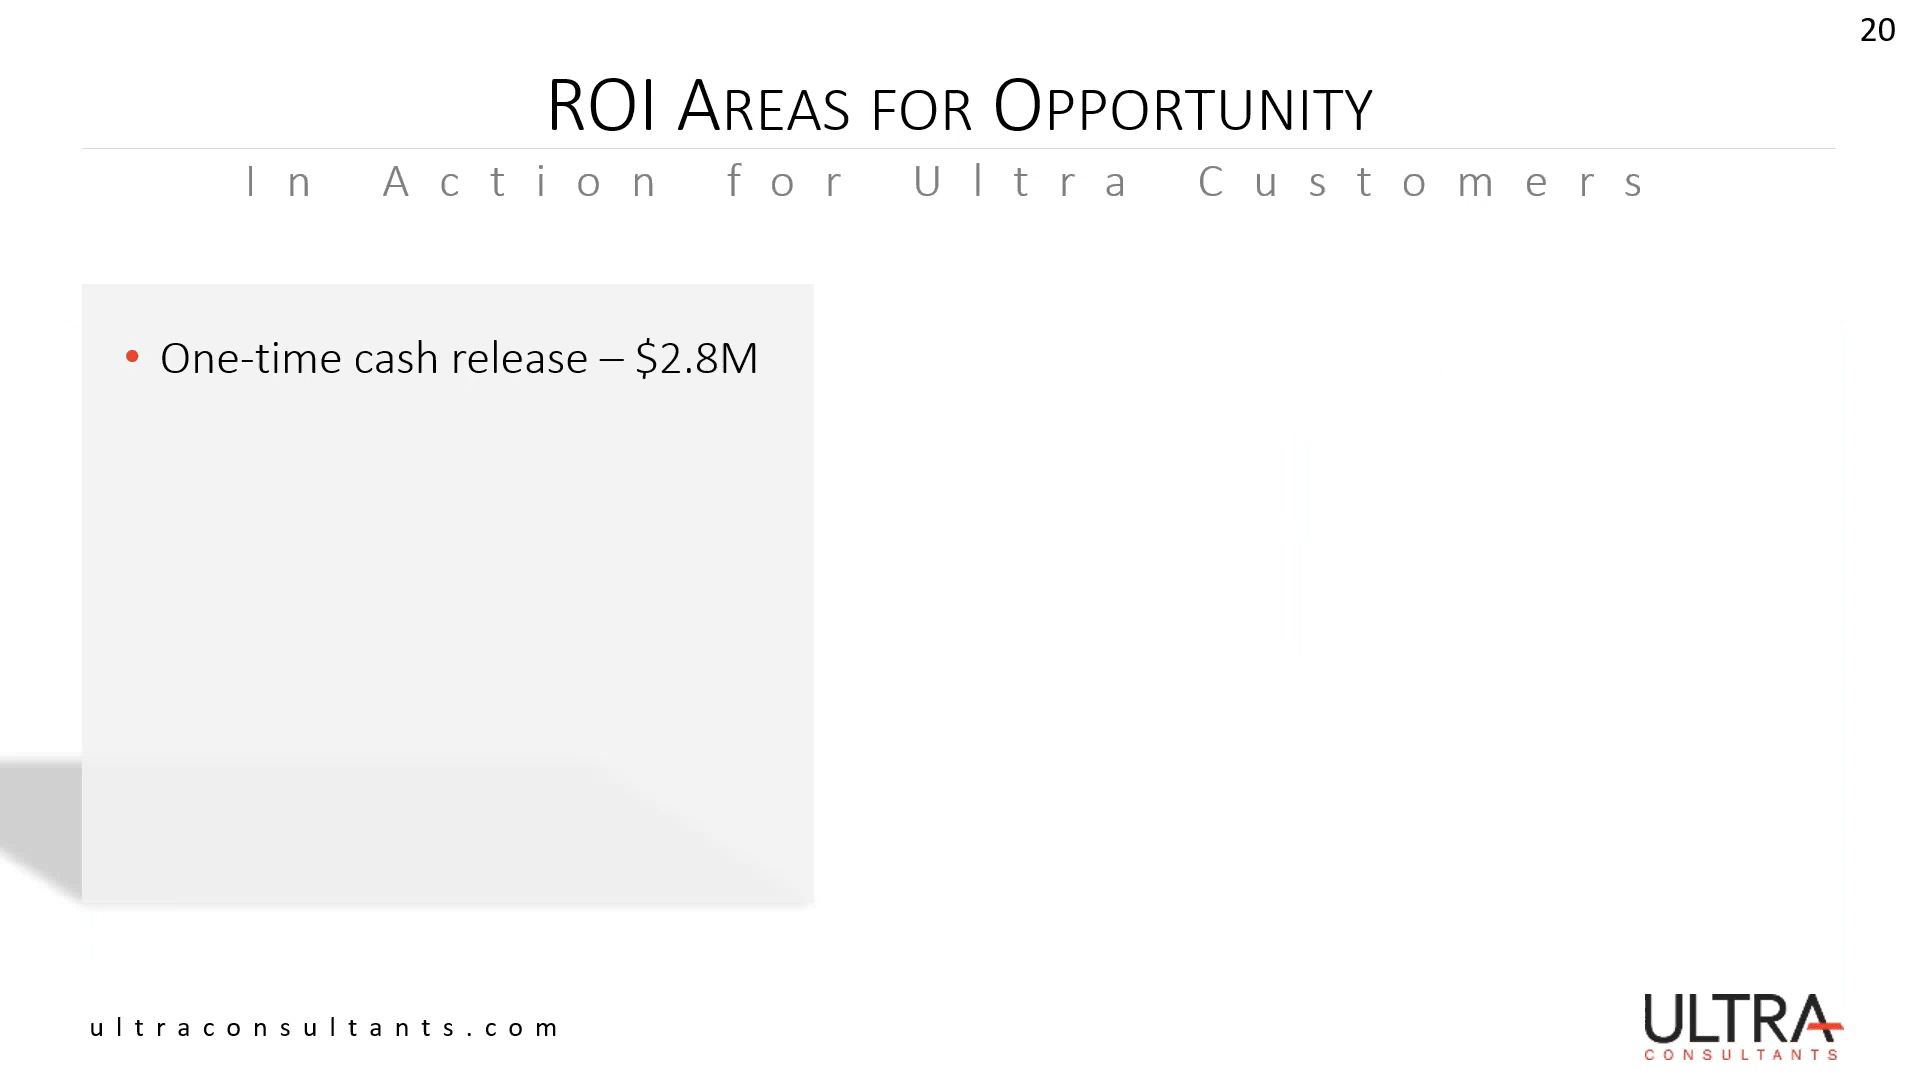 20
ROI AREAS FOR OPPORTUNITY
In Action for Ultra Customers
• One-time cash release – $2.8M
ultraconsultants.com
ULTRA
CONSULTANTS